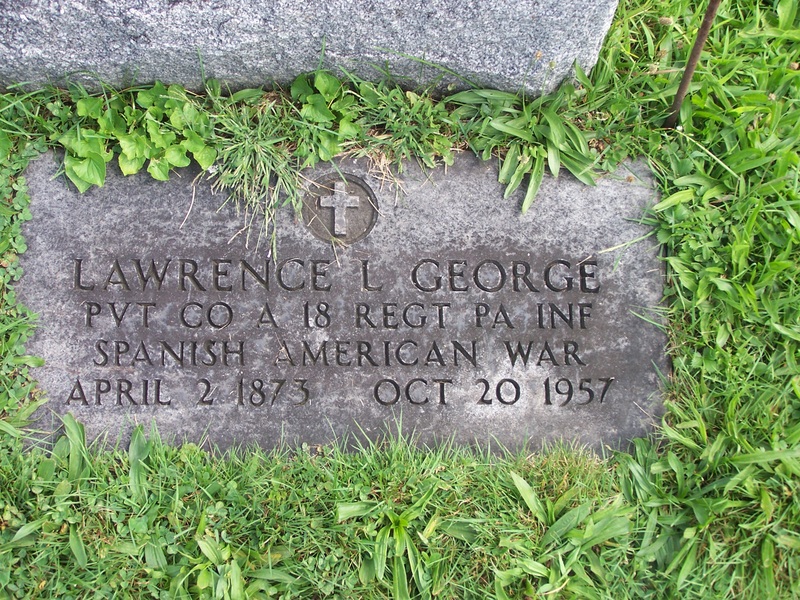 LAWRENCE L GEORGE
PVT CO A 18 REGT PA INF
SPANISH AMERICAN WAR
APRIL 2 1873 OCT 20 1957